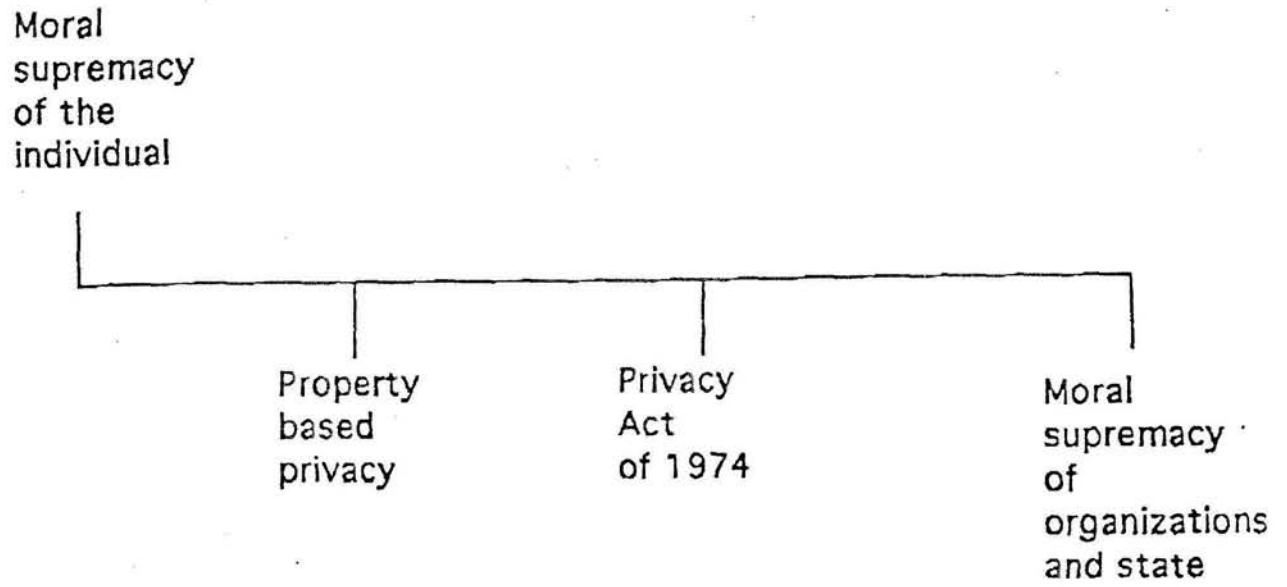 Moral
supremacy
of the
individual
Property
based
privacy
Privacy
Act
of 1974
Moral
supremacy
of
organizations
and state